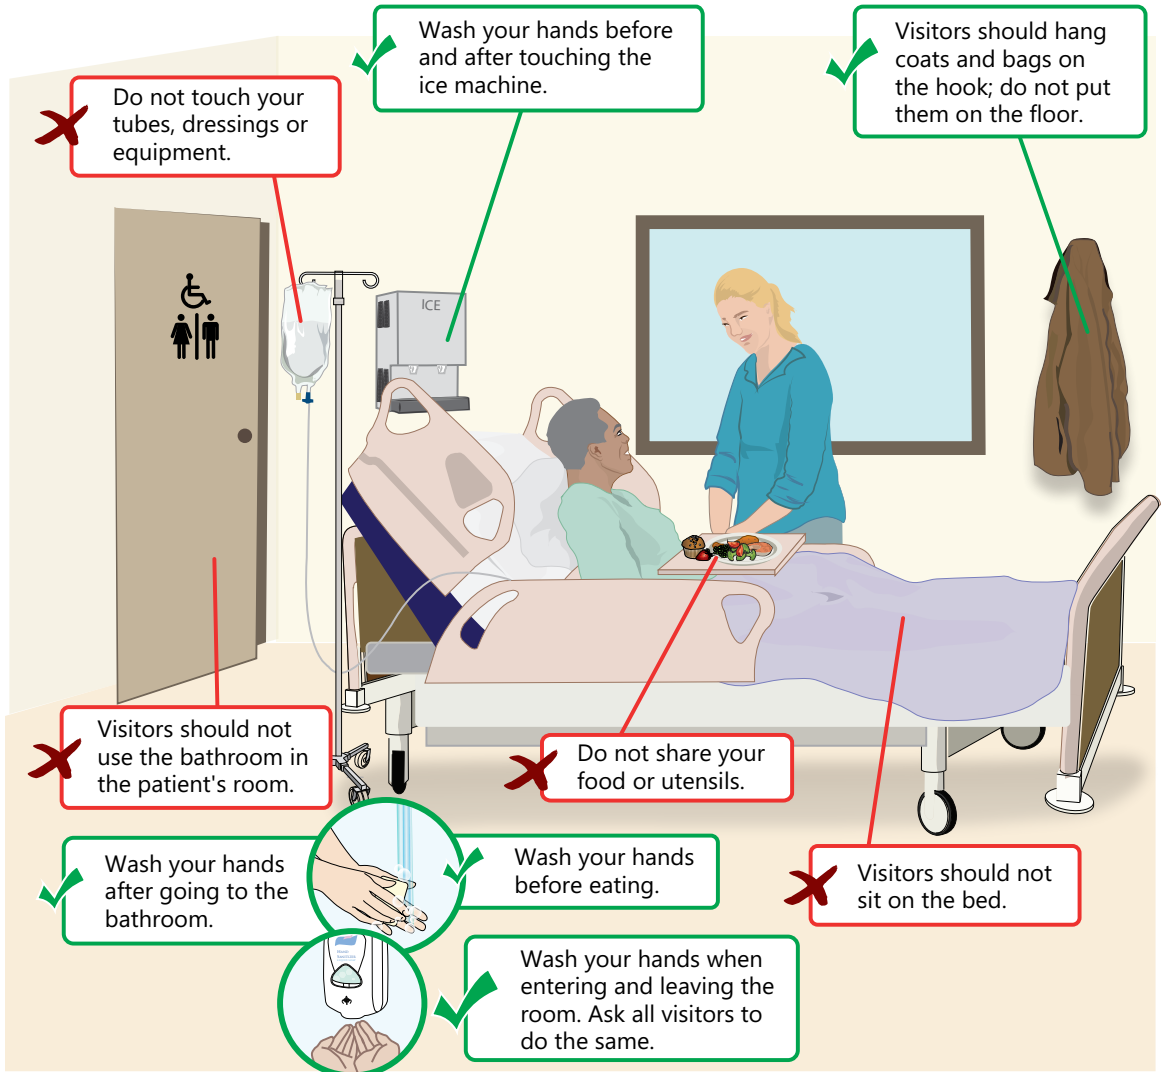 Wash your hands before
and after touching the
ice machine.
Visitors should hang
coats and bags on
the hook; do not put
them on the floor.
Do not touch your
tubes, dressings or
equipment.
ICE
Visitors should not
use the bathroom in
the patient's room.
Do not share your
food or utensils.
Wash your hands
after going to the
bathroom.
Wash your hands
before eating.
Visitors should not
sit on the bed.
Wash your hands when
entering and leaving the
room. Ask all visitors to
do the same.